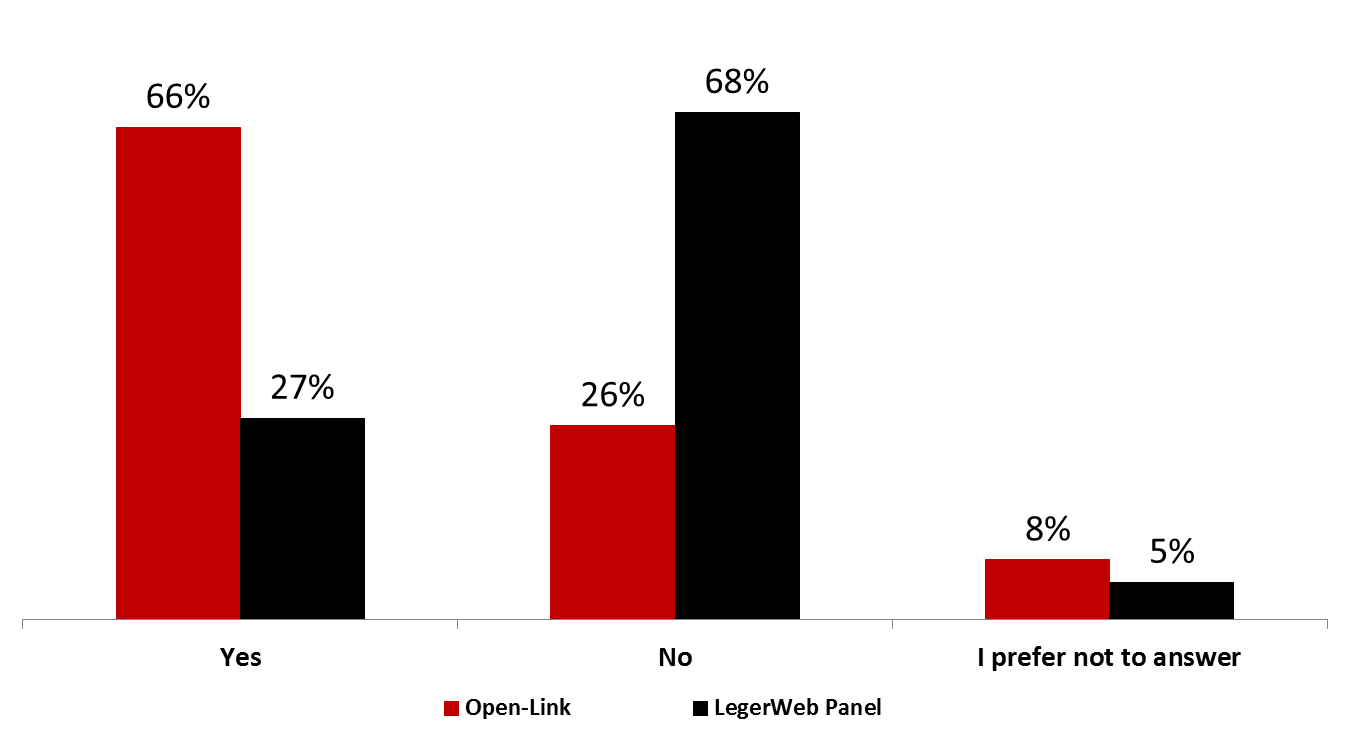 66%
27%
26%
68%
8%
5%
Yes
No
I prefer not to answer
Open-Link
LegerWeb Panel